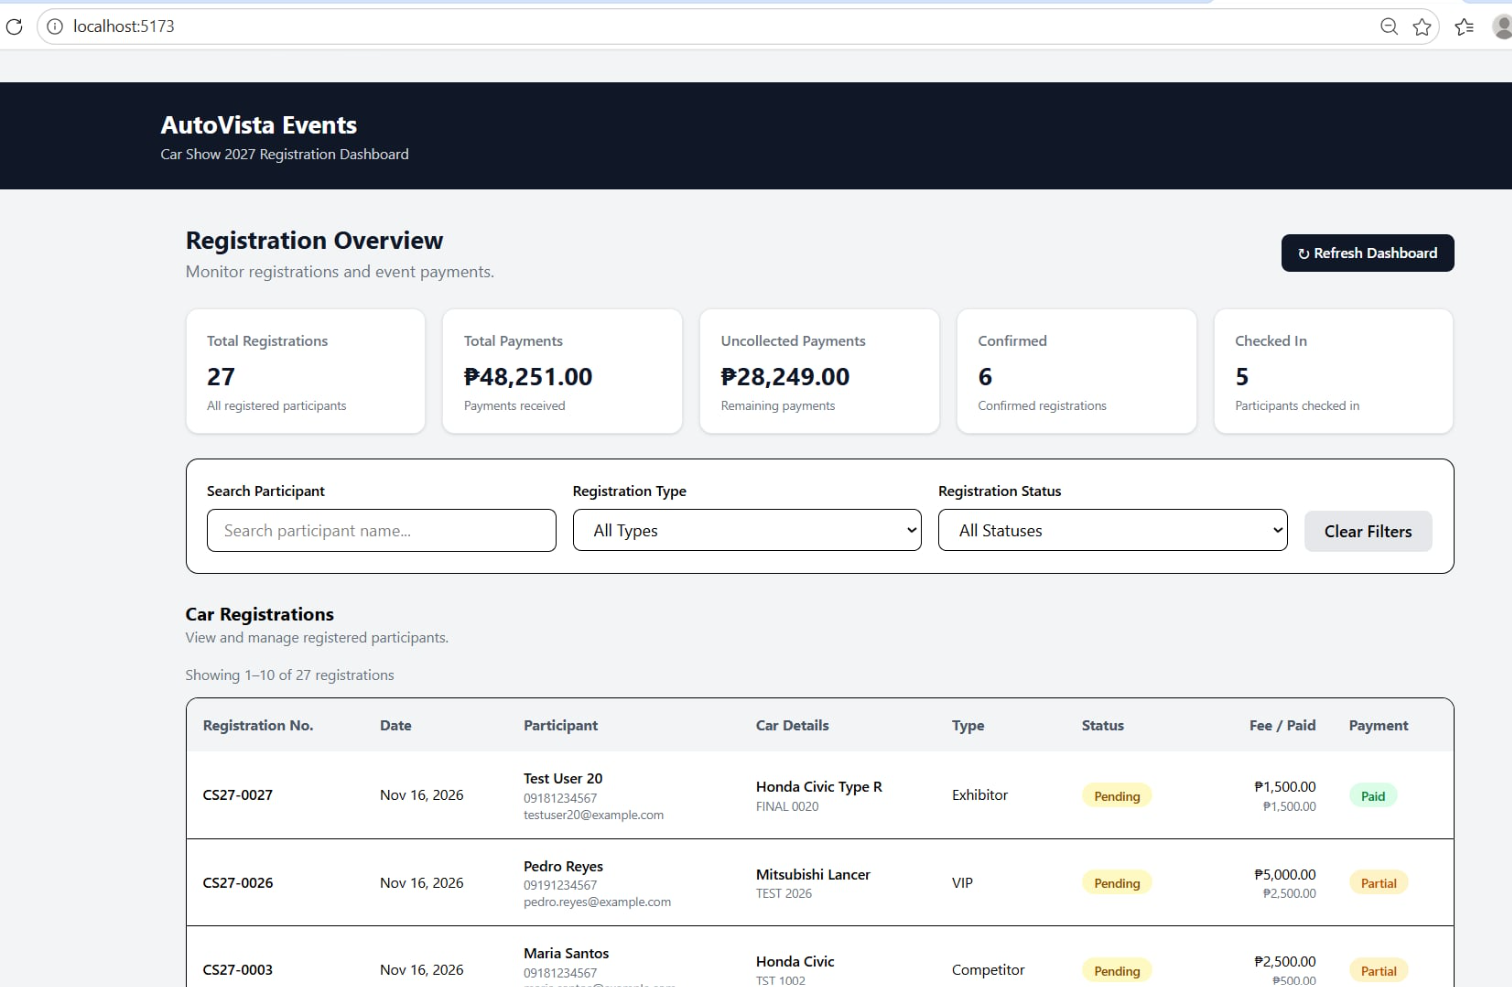 localhost:5173
AutoVista Events
Car Show 2027 Registration Dashboard
Registration Overview
Monitor registrations and event payments.
↻ Refresh Dashboard
Total Registrations
27
All registered participants
Total Payments
₱48,251.00
Payments received
Uncollected Payments
₱28,249.00
Remaining payments
Confirmed
6
Confirmed registrations
Checked In
5
Participants checked in
Search Participant
Search participant name...
Registration Type
All Types
Registration Status
All Statuses
Clear Filters
Car Registrations
View and manage registered participants.
Showing 1–10 of 27 registrations
Registration No. Date Participant Car Details Type Status Fee / Paid Payment
CS27-0027
Nov 16, 2026
Test User 20
09181234567
testuser20@example.com
Honda Civic Type R
FINAL 0020
Exhibitor
Pending
₱1,500.00
₱1,500.00
Paid
CS27-0026
Nov 16, 2026
Pedro Reyes
09191234567
pedro.reyes@example.com
Mitsubishi Lancer
TEST 2026
VIP
Pending
₱5,000.00
₱2,500.00
Partial
CS27-0003
Nov 16, 2026
Maria Santos
09181234567
Honda Civic
TST 1002
Competitor
Pending
₱2,500.00
₱500.00
Partial